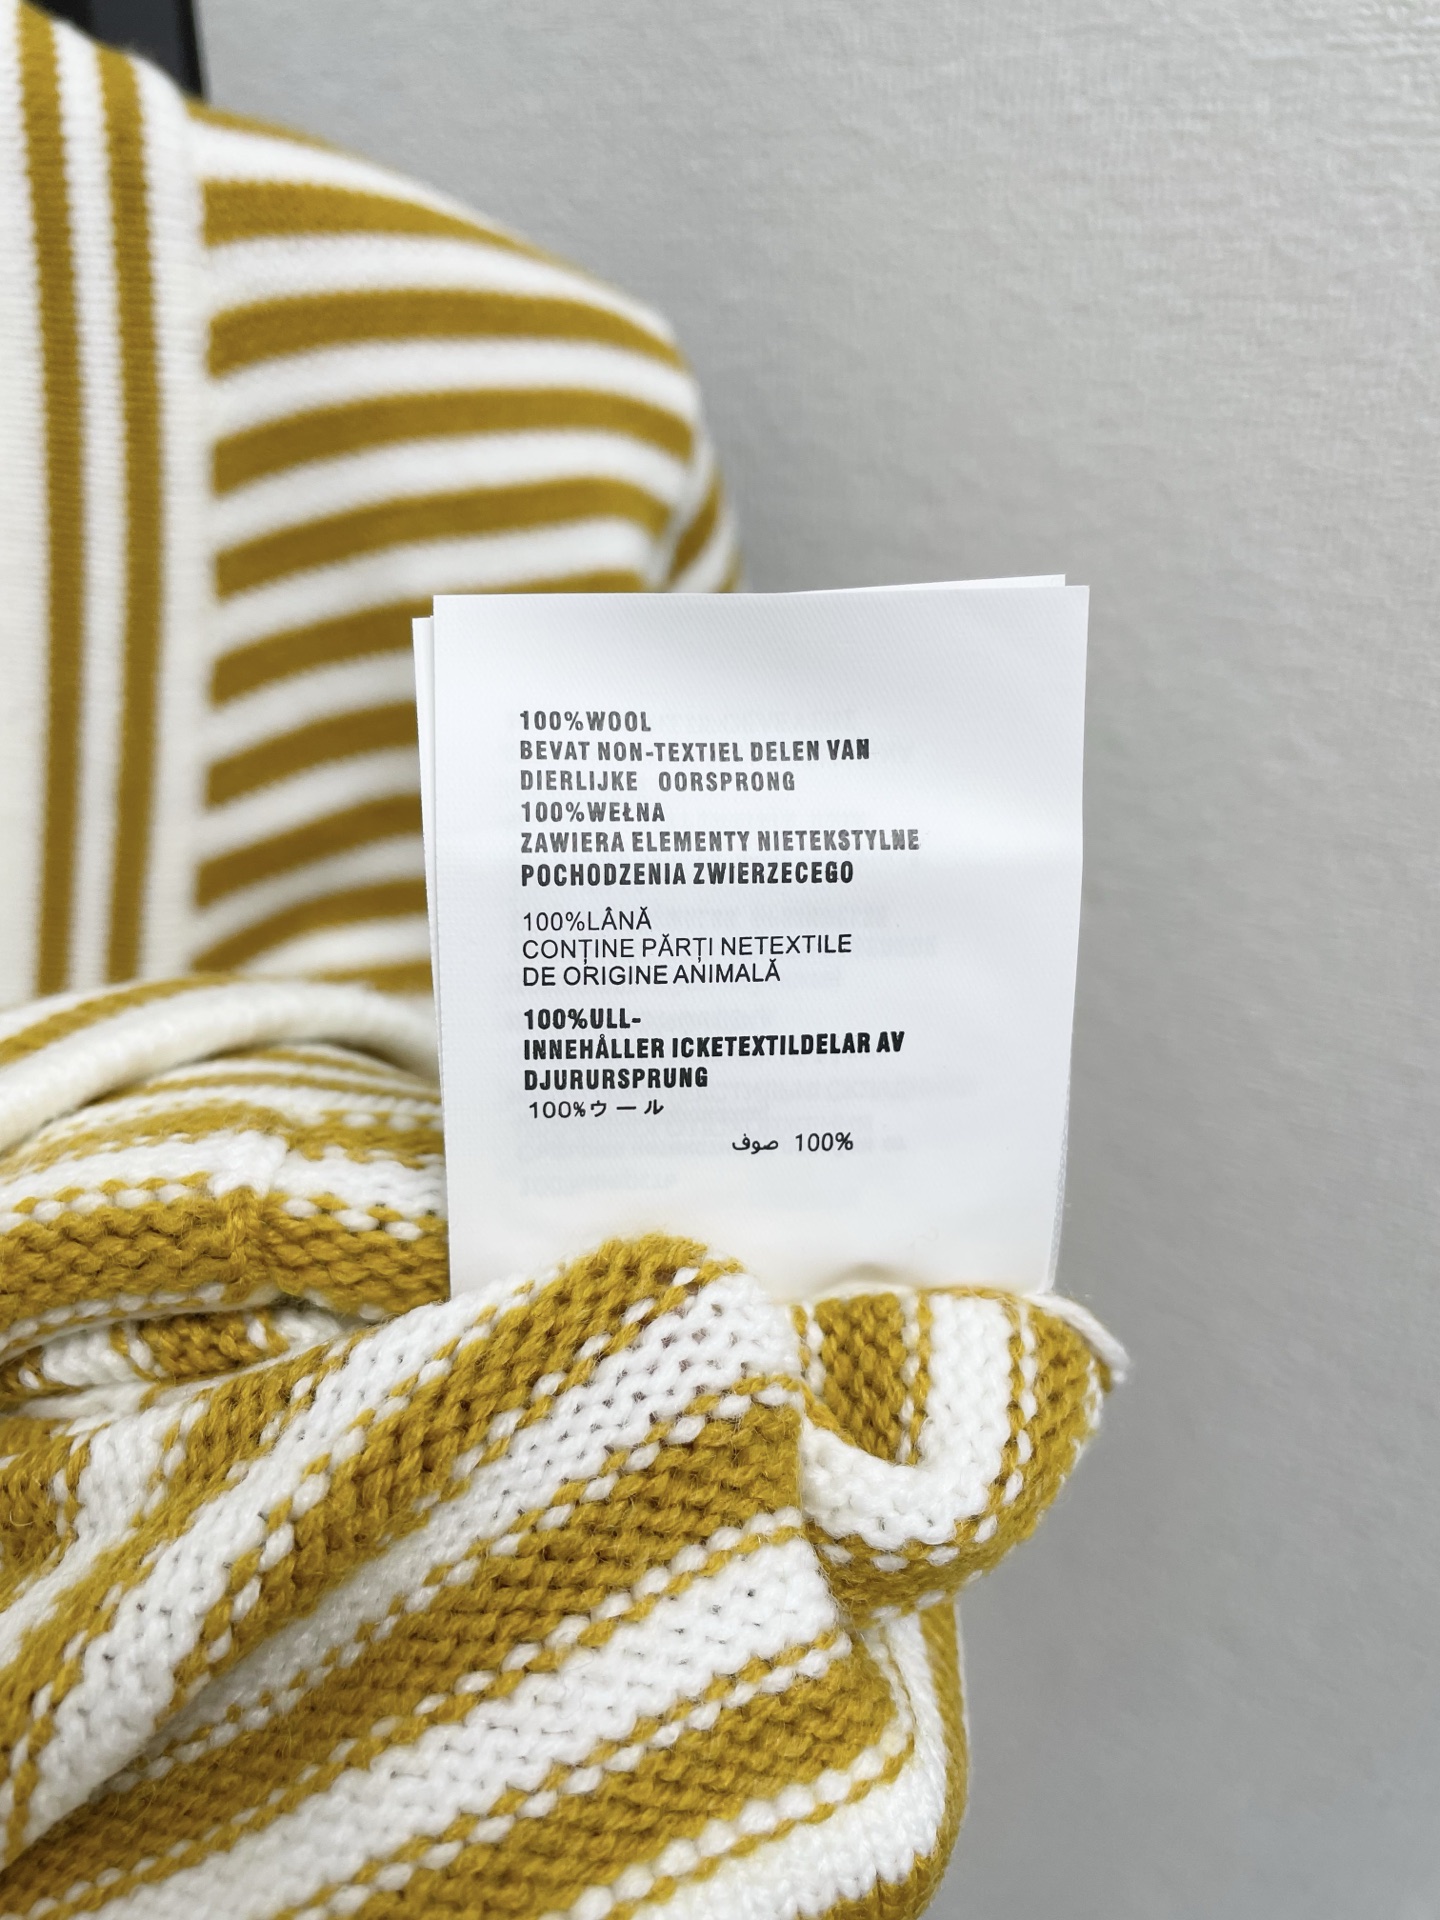 100%WOOL
BEVAT NON-TEXTIEL DELEN VAN
DIERLIJKE OORSPRONG
100%WEŁNA
ZAWIERA ELEMENTY NIETEKSTYLNE
POCHODZENIA ZWIERZECEGO
100%LÂNĂ
CONȚINE PĂRȚI NETEXTILE
DE ORIGINE ANIMALĂ
100%ULL-
INNEHÅLLER ICKETEXTILDELAR AV
DJURURSPRUNG
100%ウール
100% صوف